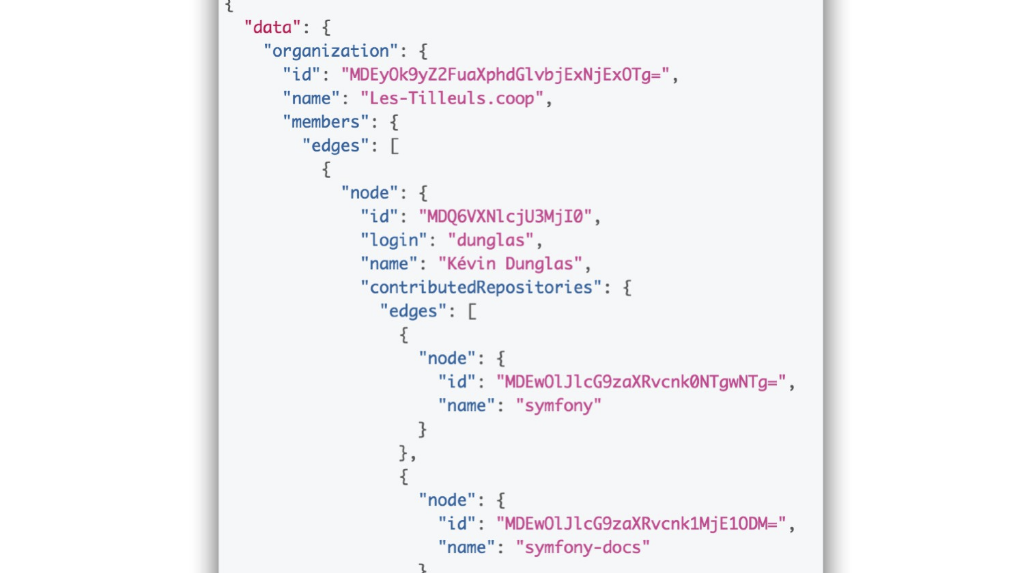 {
"data": {
"organization": {
"id": "MDEyOk9yZ2FuaXphdGlvbjExNjExOTg=",
"name": "Les-Tilleuls.coop",
"members": {
"edges": [
{
"node": {
"id": "MDQ6VXNlcjU3MjI0",
"login": "dunglas",
"name": "Kévin Dunglas",
"contributedRepositories": {
"edges": [
{
"node": {
"id": "MDEwOlJlcG9zaXRvcnk0NTgwNTg=",
"name": "symfony"
}
},
{
"node": {
"id": "MDEwOlJlcG9zaXRvcnk1MjE1ODM=",
"name": "symfony-docs"
}